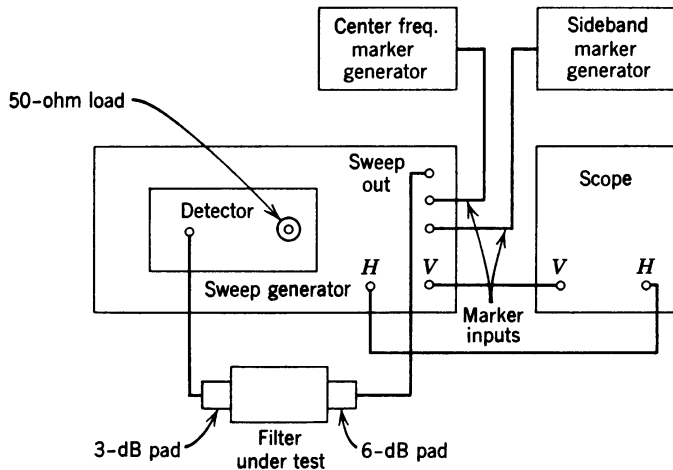 Center freq.
marker
generator
Sideband
marker
generator
50-ohm load
Sweep
out
Scope
Detector
H
V
V
H
Sweep generator
Marker
inputs
3-dB pad
Filter
under test
6-dB pad